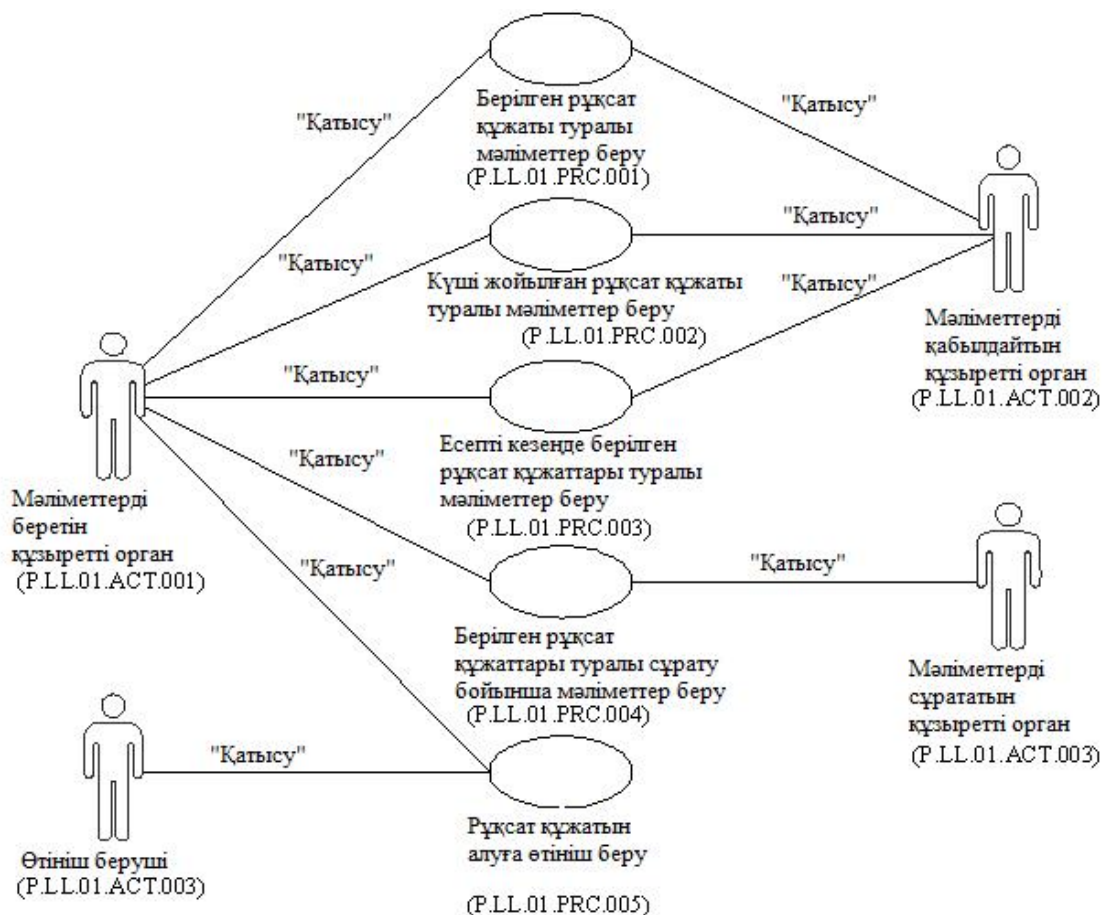 "Қатысу"
"Қатысу"
Берілген рұқсат
құжаты туралы
мәліметтер беру
(P.LL.01.PRC.001)
"Қатысу"
"Қатысу"
Күші жойылған рұқсат құжаты
туралы мәліметтер беру
(P.LL.01.PRC.002)
"Қатысу"
Мәліметтерді
қабылдайтын
құзыретті орган
(P.LL.01.ACT.002)
"Қатысу"
Есепті кезеңде берілген
рұқсат құжаттары туралы
мәліметтер беру
(P.LL.01.PRC.003)
"Қатысу"
Мәліметтерді
беретін
құзыретті орган
(P.LL.01.ACT.001)
"Қатысу"
"Қатысу"
Берілген рұқсат
құжаттары туралы сұрату
бойынша мәліметтер беру
(P.LL.01.PRC.004)
Мәліметтерді
сұрататын
құзыретті орган
(P.LL.01.ACT.003)
"Қатысу"
Өтініш беруші
(P.LL.01.ACT.003)
Рұқсат құжатын
алуға өтініш беру
(P.LL.01.PRC.005)